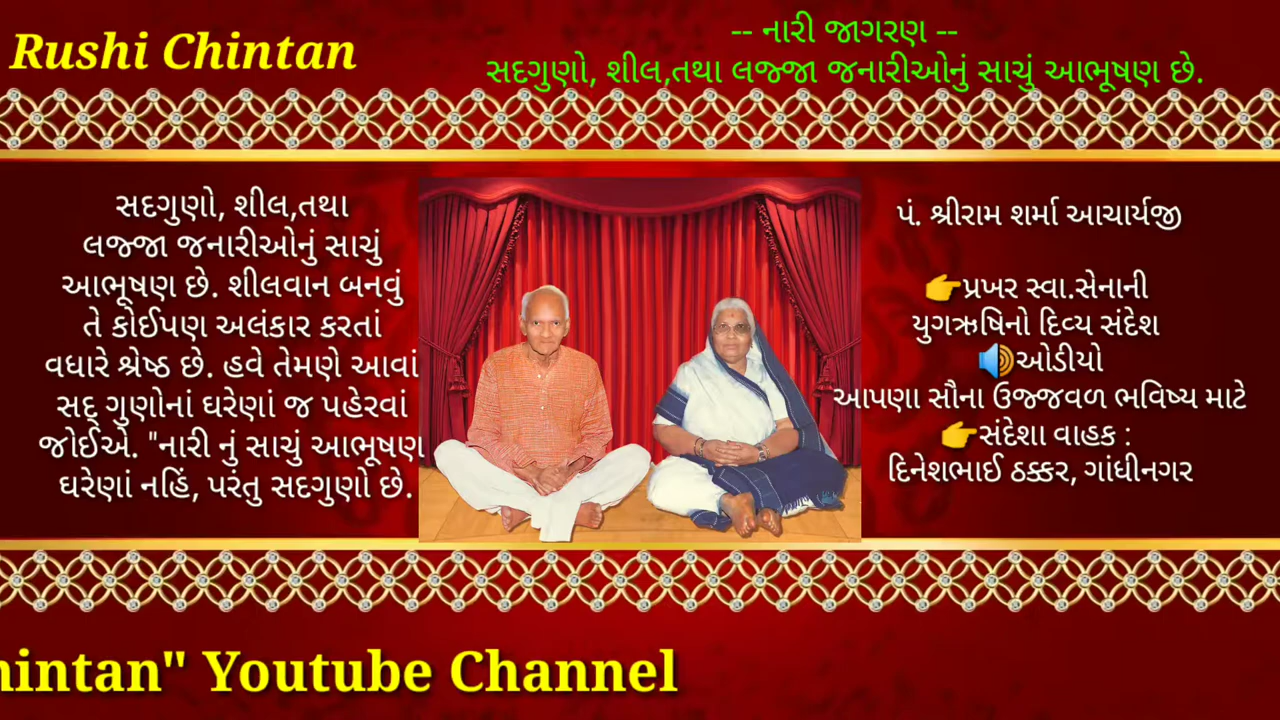 Rushi Chintan
-- નારી જાગરણ --
સદગુણો, શીલ,તથા લજ્જા જનારીઓનું સાચું આભૂષણ છે.
સદગુણો, શીલ,તથા
લજ્જા જનારીઓનું સાચું
આભૂષણ છે. શીલવાન બનવું
તે કોઈપણ અલંકાર કરતાં
વધારે શ્રેષ્ઠ છે. હવે તેમણે આવાં
સદ્ ગુણોનાં ઘરેણાં જ પહેરવાં
જોઈએ. "નારી નું સાચું આભૂષણ
ઘરેણાં નહિં, પરંતુ સદગુણો છે.
પં. શ્રીરામ શર્મા આચાર્યજી
👉પ્રખર સ્વા.સેનાની
યુગઋષિનો દિવ્ય સંદેશ
🔊ઓડીયો
આપણા સૌના ઉજ્જવળ ભવિષ્ય માટે
👉સંદેશા વાહક :
દિનેશભાઈ ઠક્કર, ગાંધીનગર
hintan" Youtube Channel